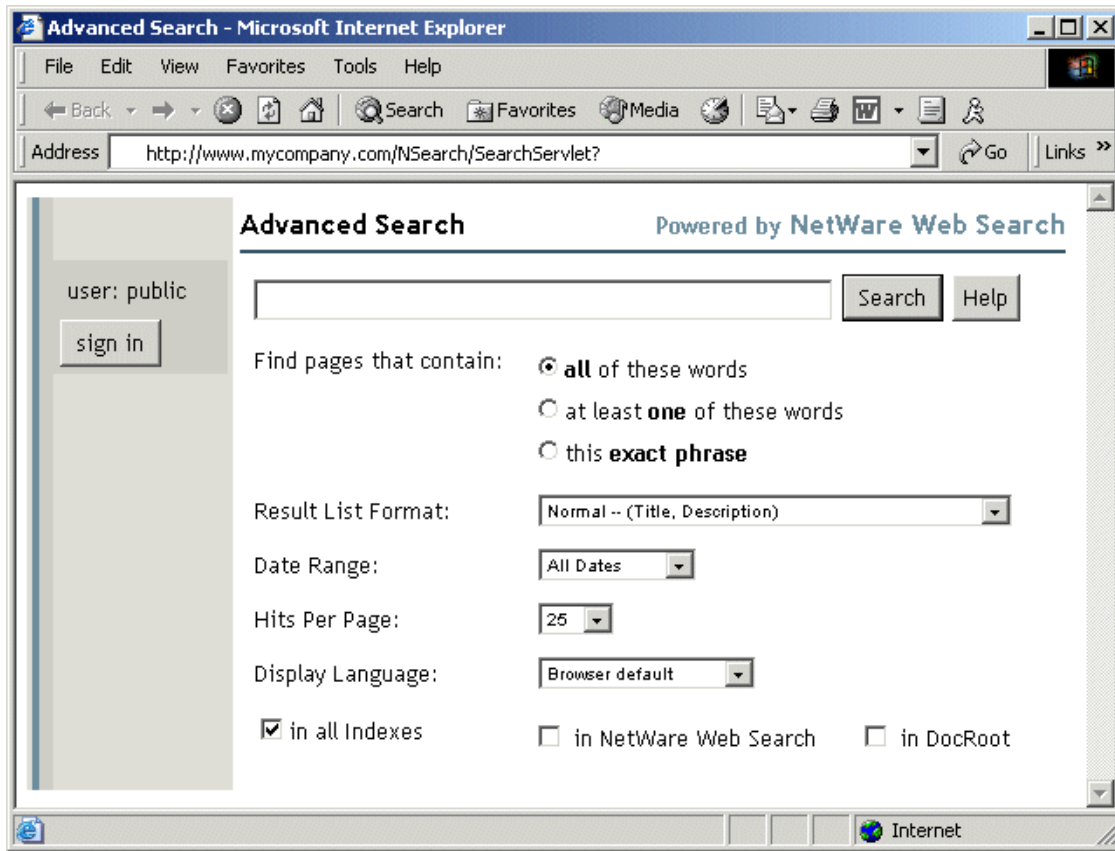 Advanced Search - Microsoft Internet Explorer
File Edit View Favorites Tools Help
Back Search Favorites Media
Address http://www.mycompany.com/NSearch/SearchServlet? Go Links »
Advanced Search Powered by NetWare Web Search
user: public
sign in
Search Help
Find pages that contain:
all of these words
at least one of these words
this exact phrase
Result List Format: Normal -- (Title, Description)
Date Range: All Dates
Hits Per Page: 25
Display Language: Browser default
in all Indexes in NetWare Web Search in DocRoot
Internet